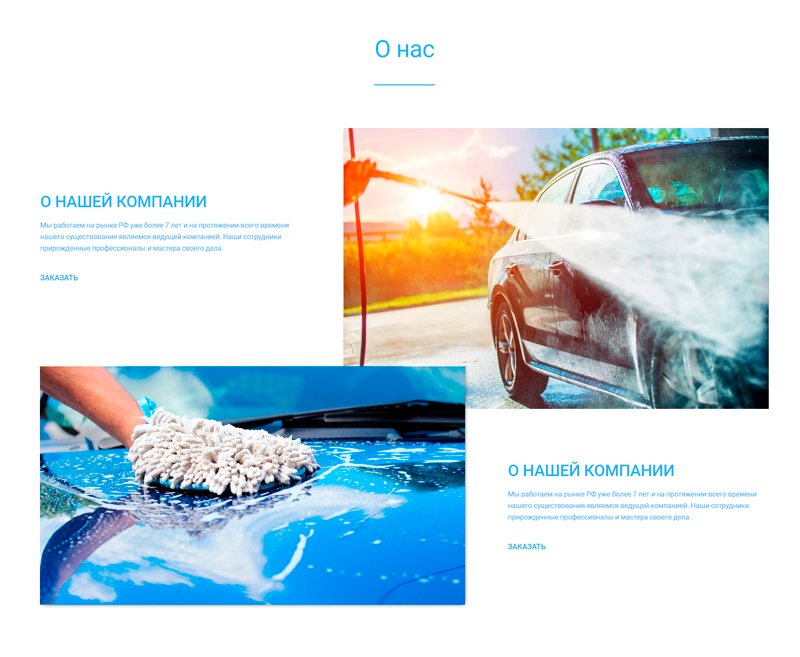 О нас
О НАШЕЙ КОМПАНИИ
Мы работаем на рынке РФ уже более 7 лет и на протяжении всего времени
нашего существования являемся ведущей компанией. Наши сотрудники
прирожденные профессионалы и мастера своего дела.
ЗАКАЗАТЬ
О НАШЕЙ КОМПАНИИ
Мы работаем на рынке РФ уже более 7 лет и на протяжении всего времени
нашего существования являемся ведущей компанией. Наши сотрудники
прирожденные профессионалы и мастера своего дела.
ЗАКАЗАТЬ